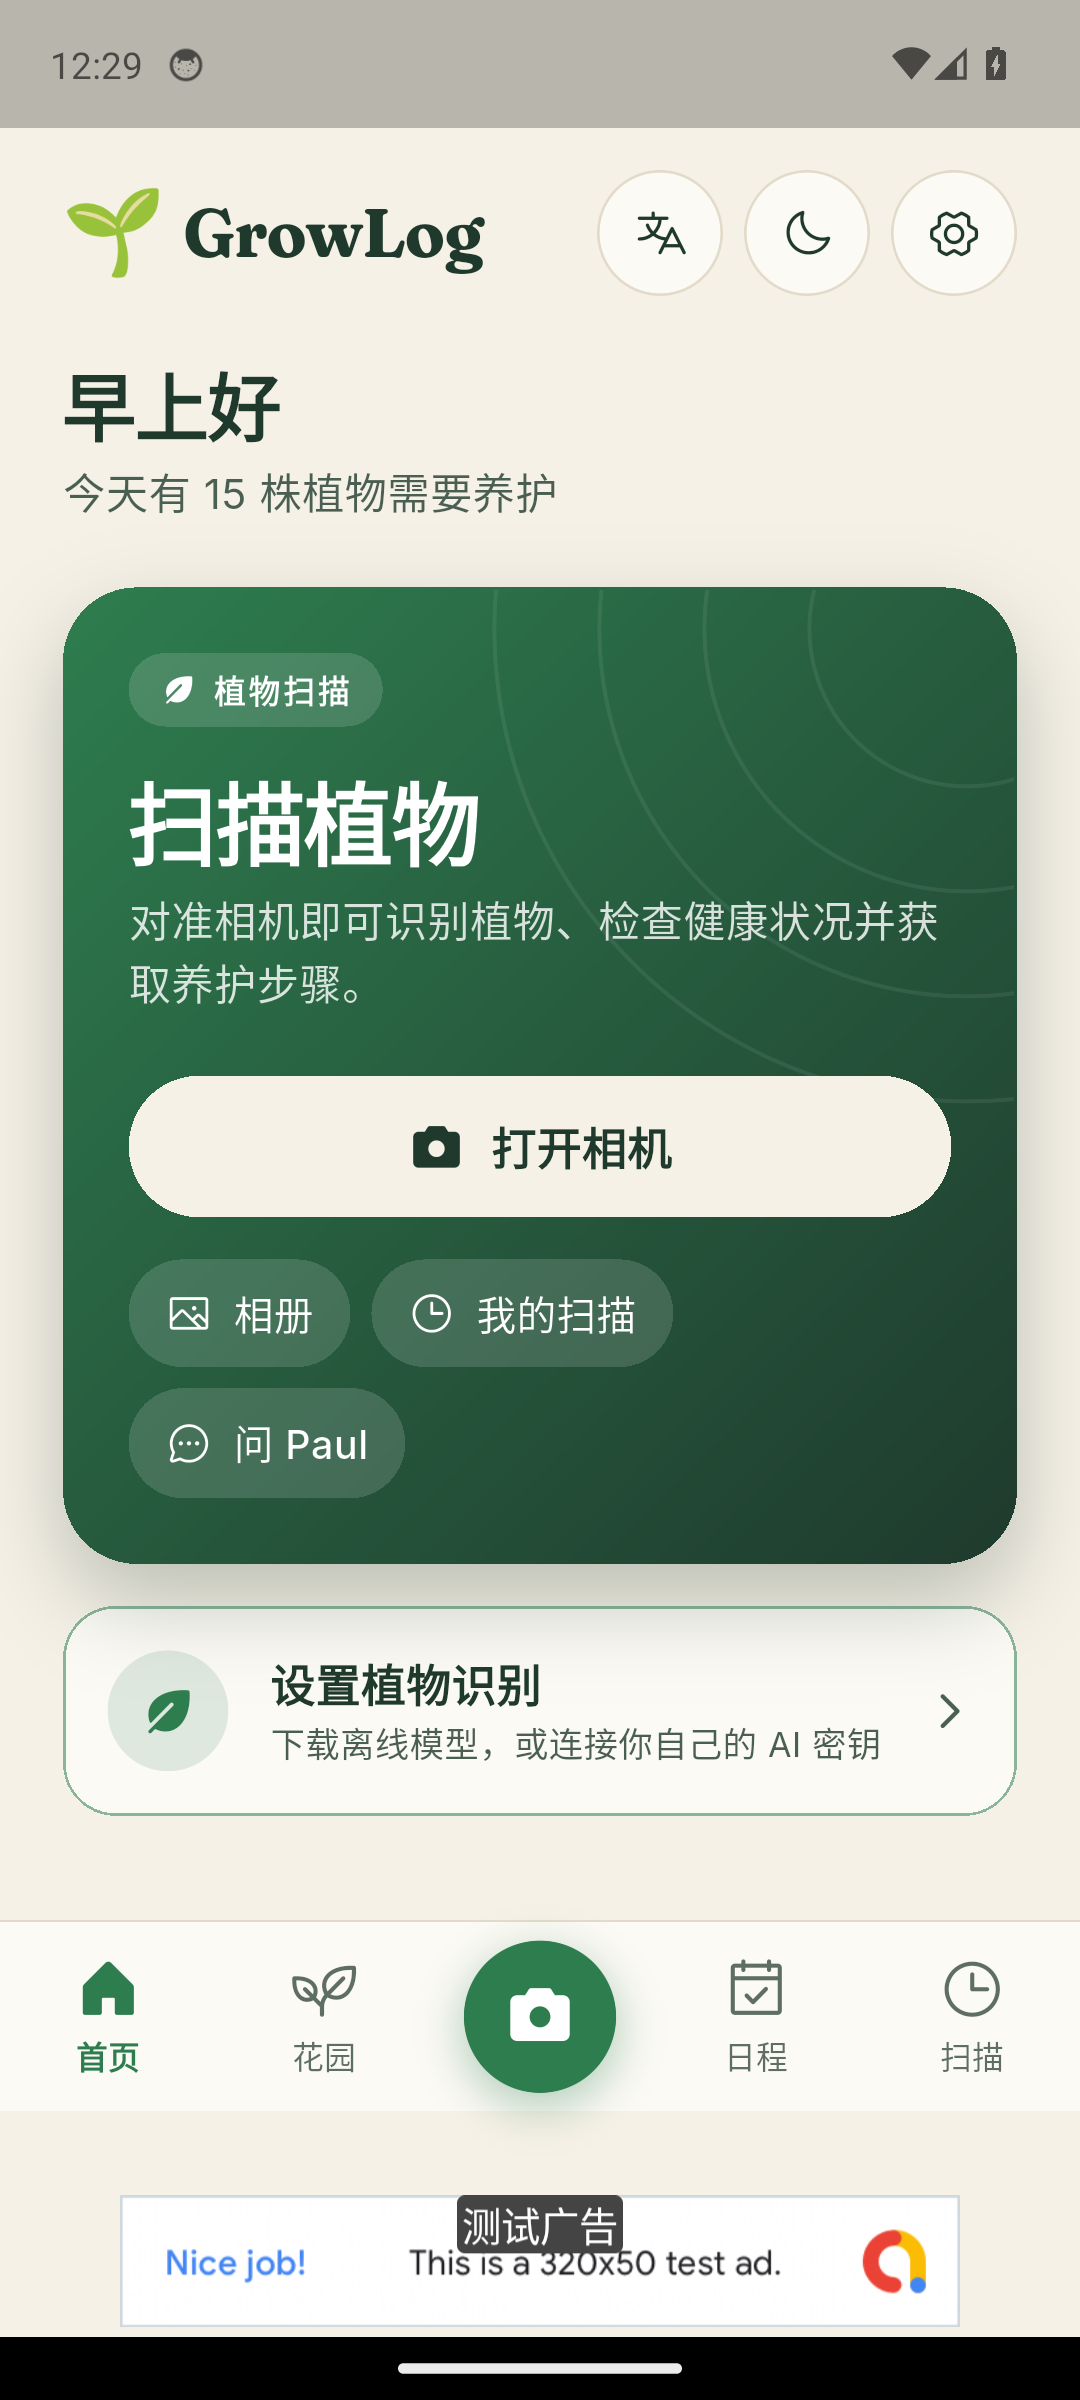 12:29
GrowLog
早上好
今天有 15 株植物需要养护
植物扫描
扫描植物
对准相机即可识别植物、检查健康状况并获
取养护步骤。
打开相机
相册
我的扫描
问 Paul
设置植物识别
下载离线模型，或连接你自己的 AI 密钥
首页
花园
日程
扫描
测试广告
Nice job!
This is a 320x50 test ad.